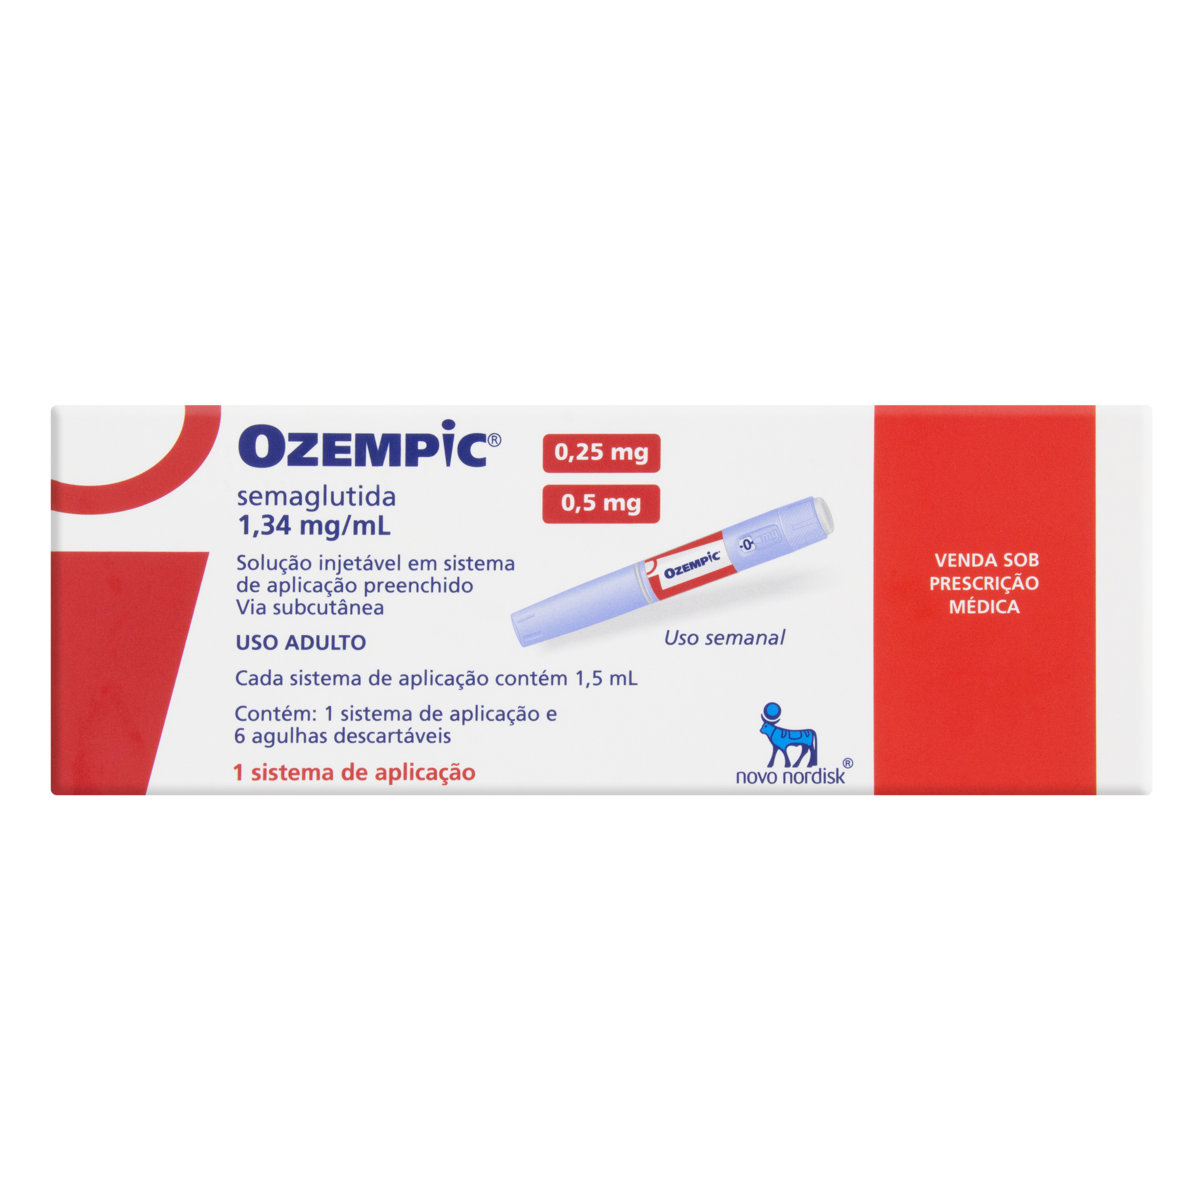 OZEMPIC®
0,25 mg
0,5 mg
semaglutida
1,34 mg/mL
Solução injetável em sistema
de aplicação preenchido
Via subcutânea
USO ADULTO
OZEMPIC
-0-
Uso semanal
Cada sistema de aplicação contém 1,5 mL
Contém: 1 sistema de aplicação e
6 agulhas descartáveis
1 sistema de aplicação
novo nordisk®
VENDA SOB
PRESCRIÇÃO
MÉDICA